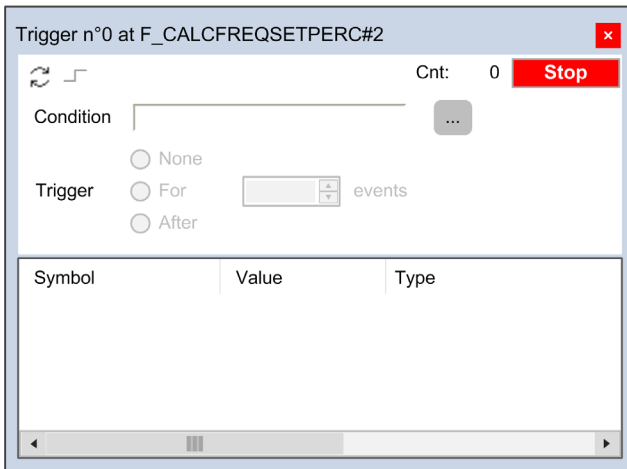 Trigger n°0 at F_CALCFREQSETPERC#2
Cnt: 0 Stop
Condition ...
None
Trigger For events
After
Symbol Value Type